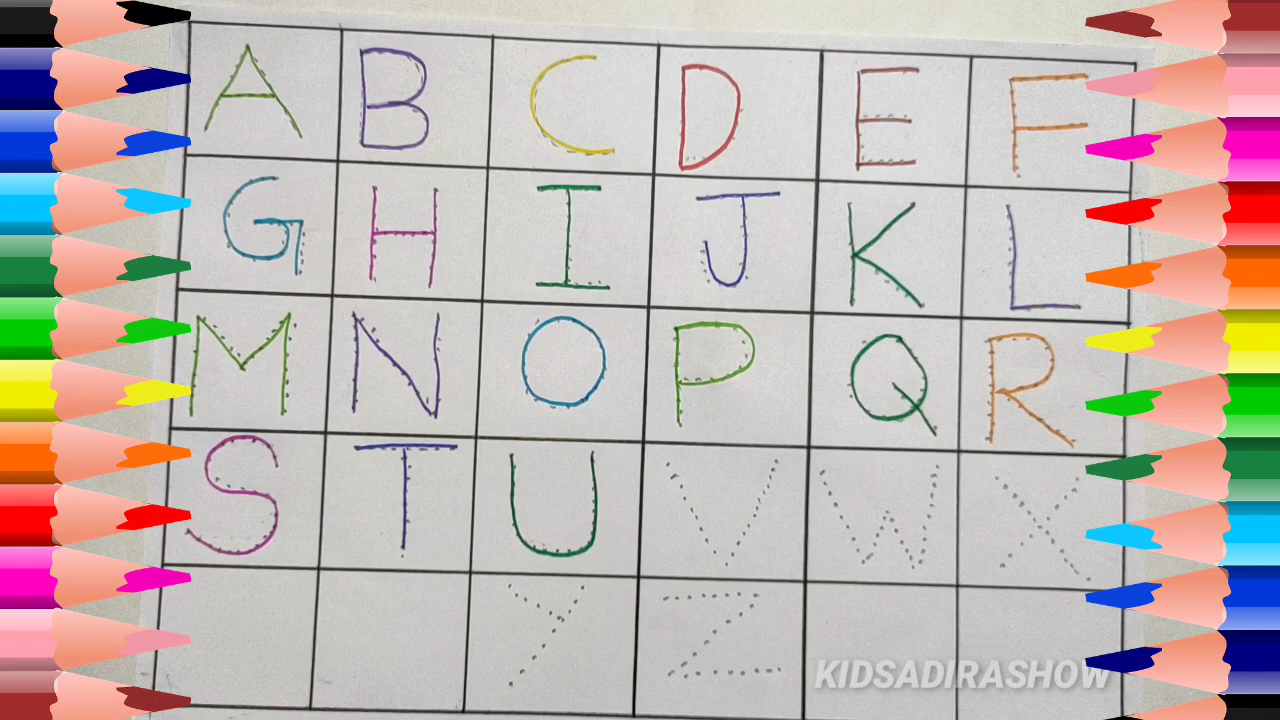 A B C D E F
G H I J K L
M N O P Q R
S T U V W X
Y Z
KIDSADIRASHOW